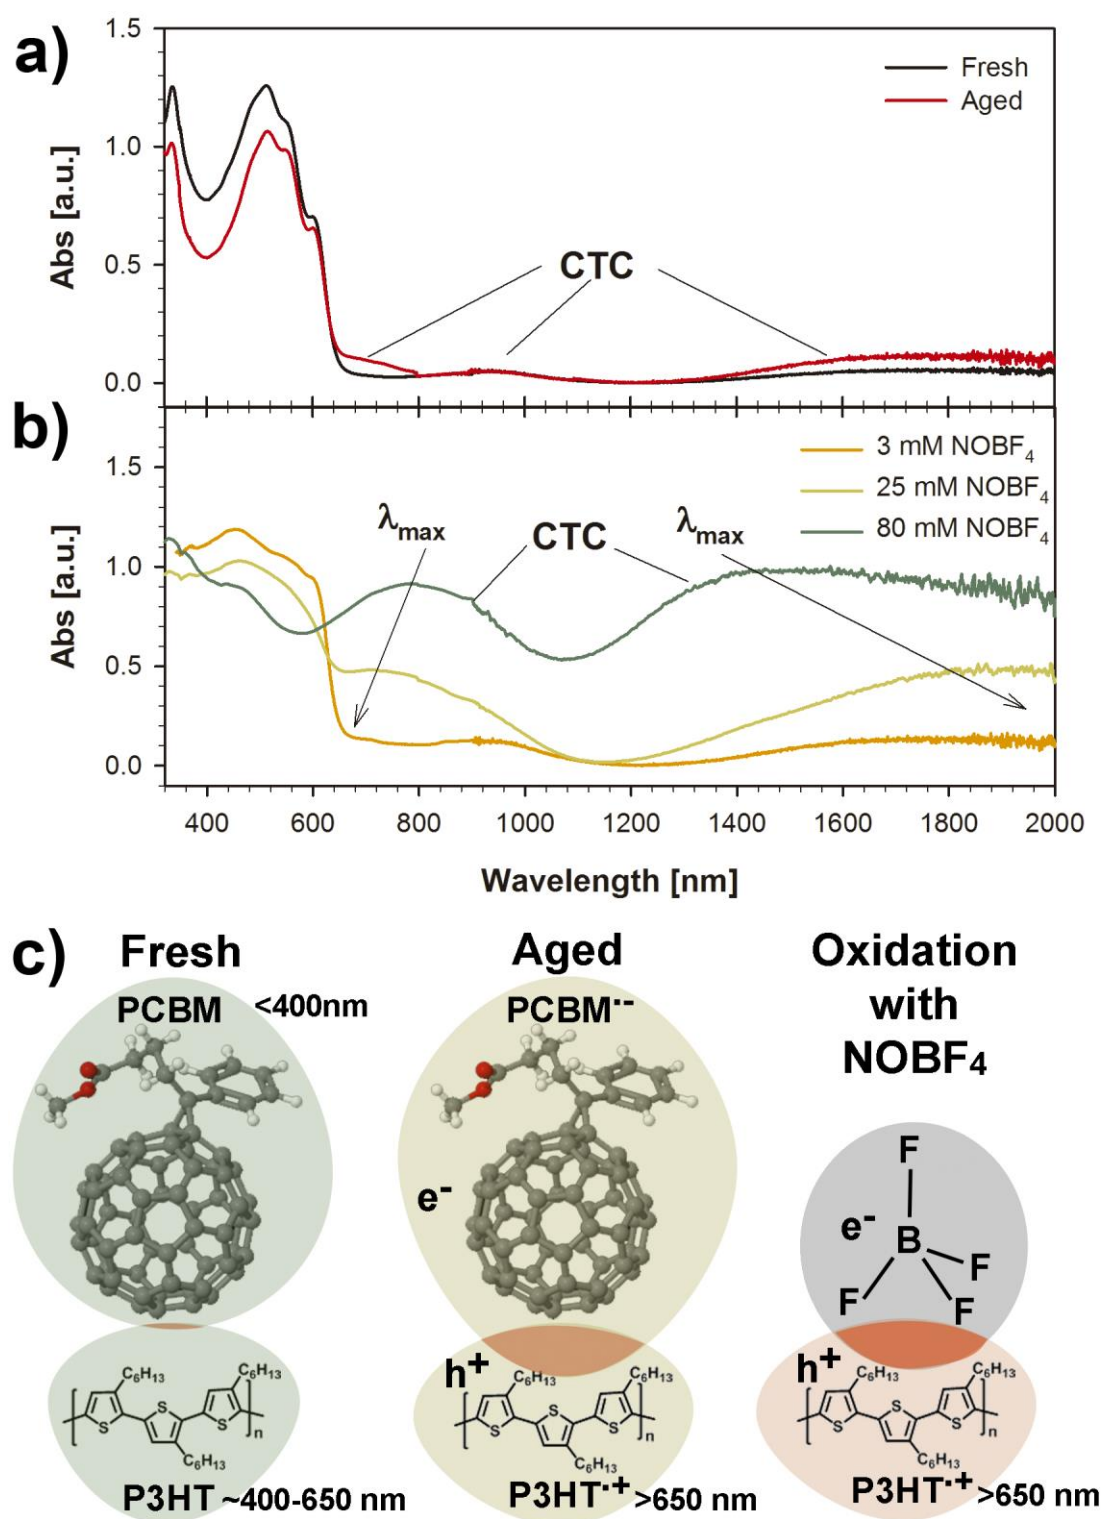 a)
1.5
1.0
0.5
0.0
Abs [a.u.]
Fresh
Aged
CTC
b)
1.5
1.0
0.5
0.0
Abs [a.u.]
3 mM NOBF₄
25 mM NOBF₄
80 mM NOBF₄
λmax
CTC
λmax
400 600 800 1000 1200 1400 1600 1800 2000
Wavelength [nm]
c)
Fresh
PCBM <400nm
C₆H₁₃
C₆H₁₃
S
S
S
n
C₆H₁₃
P3HT ~400-650 nm
Aged
PCBM·-
e-
h+
C₆H₁₃
C₆H₁₃
S
S
S
n
C₆H₁₃
P3HT·+ >650 nm
Oxidation
with
NOBF₄
F
e-
B
F
F
F
h+
C₆H₁₃
C₆H₁₃
S
S
S
n
C₆H₁₃
P3HT·+ >650 nm